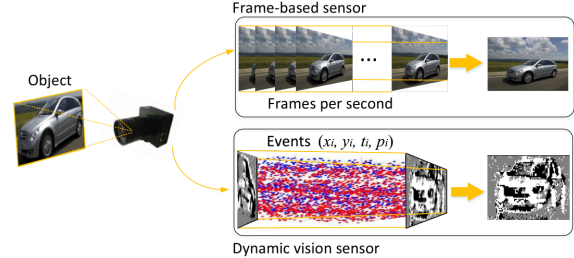 Frame-based sensor
Object
...
Frames per second
Events (xi, yi, ti, pi)
Dynamic vision sensor